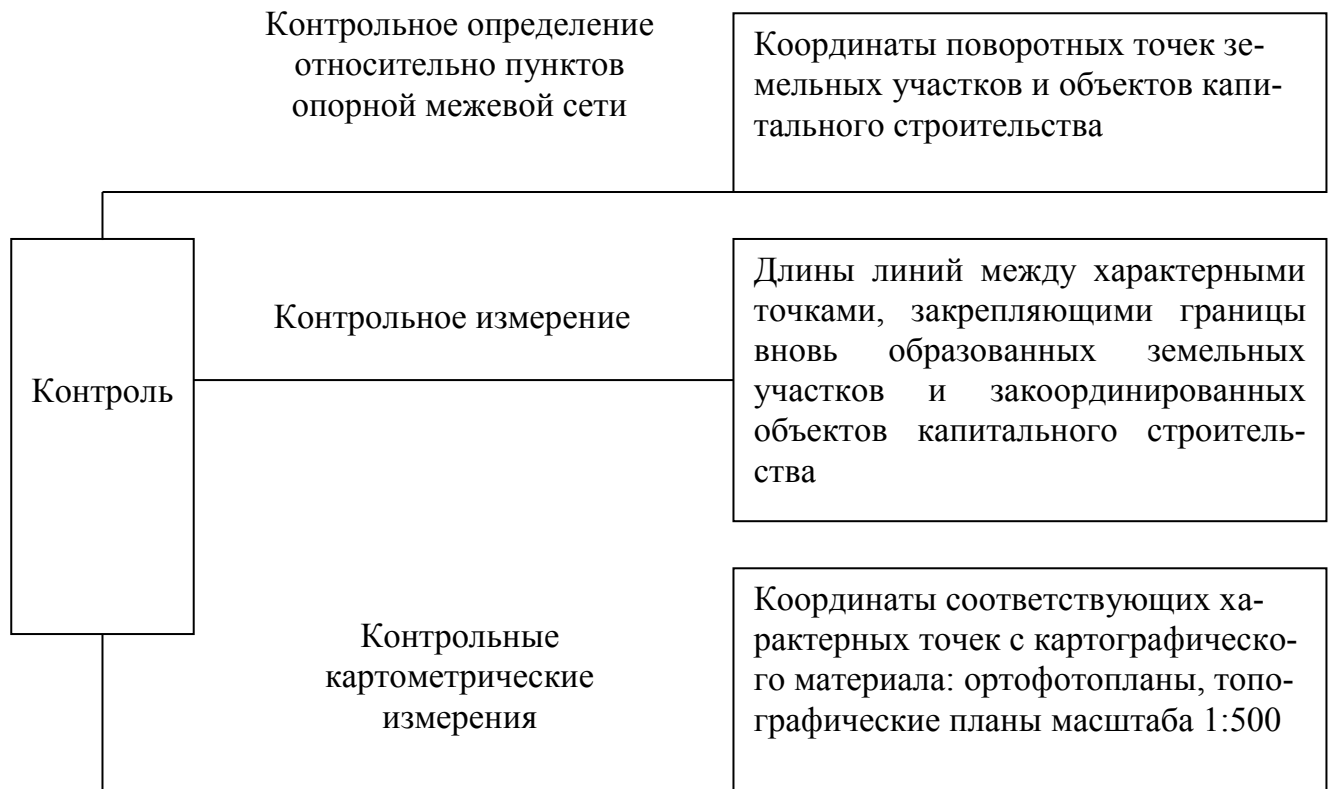 Контрольное определение
относительно пунктов
опорной межевой сети
Координаты поворотных точек зе-
мельных участков и объектов капи-
тального строительства
Контроль
Контрольное измерение
Длины линий между характерными
точками, закрепляющими границы
вновь образованных земельных
участков и закоординированных
объектов капитального строитель-
ства
Контрольные
картометрические
измерения
Координаты соответствующих ха-
рактерных точек с картографическо-
го материала: ортофотопланы, топо-
графические планы масштаба 1:500